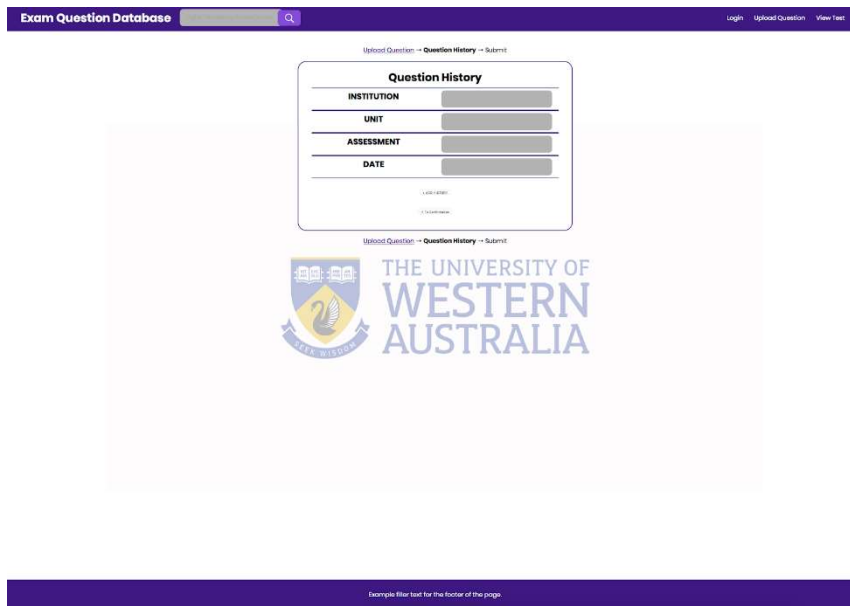 Exam Question Database
Login Upload Question View Test
Upload Question → Question History → Submit
Question History
INSTITUTION
UNIT
ASSESSMENT
DATE
Upload Question → Question History → Submit
THE UNIVERSITY OF
WESTERN
AUSTRALIA
SEEK WISDOM
Example filler text for the footer of the page.